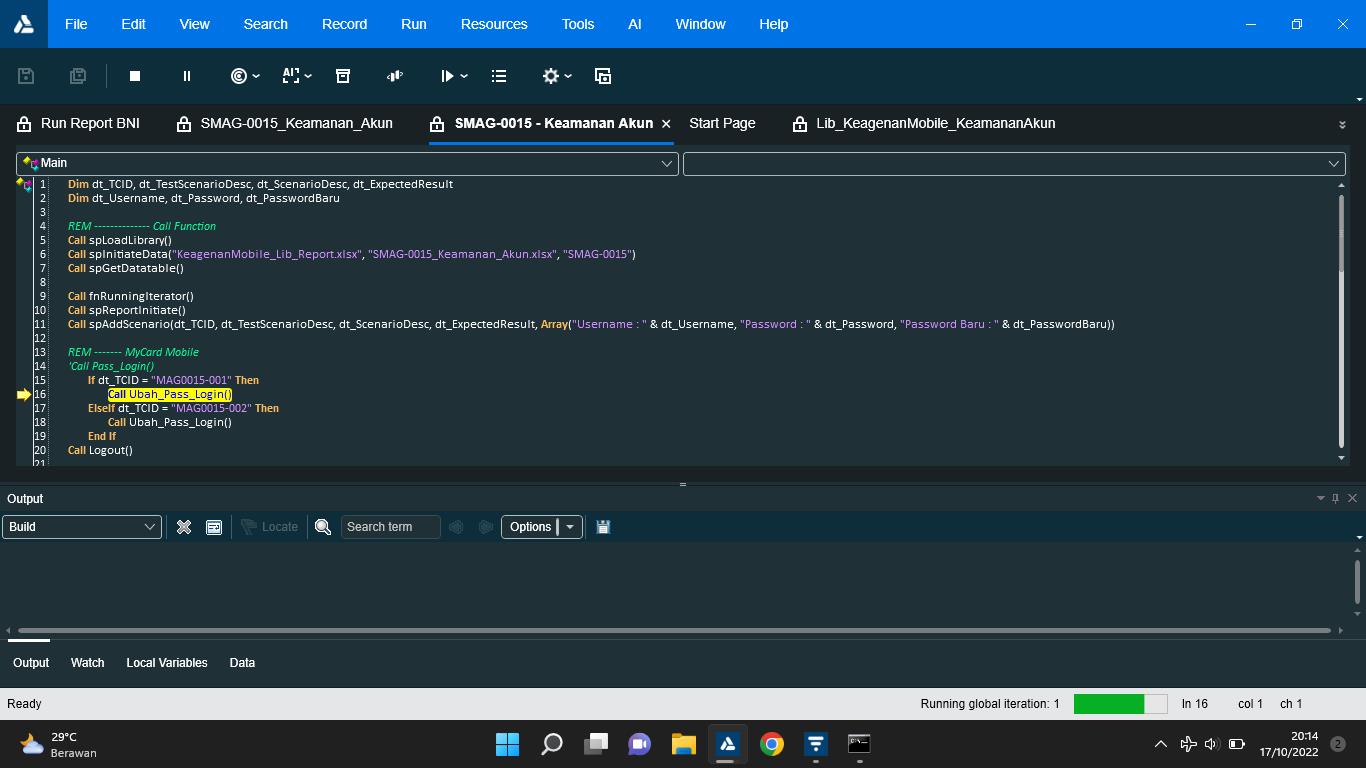 File Edit View Search Record Run Resources Tools AI Window Help
AI
Run Report BNI SMAG-0015_Keamanan_Akun SMAG-0015 - Keamanan Akun Start Page Lib_KeagenanMobile_KeamananAkun
Main
1 Dim dt_TCID, dt_TestScenarioDesc, dt_ScenarioDesc, dt_ExpectedResult
2 Dim dt_Username, dt_Password, dt_PasswordBaru
3
4 REM -------------- Call Function
5 Call spLoadLibrary()
6 Call spInitiateData("KeagenanMobile_Lib_Report.xlsx", "SMAG-0015_Keamanan_Akun.xlsx", "SMAG-0015")
7 Call spGetDatatable()
8
9 Call fnRunningIterator()
10 Call spReportInitiate()
11 Call spAddScenario(dt_TCID, dt_TestScenarioDesc, dt_ScenarioDesc, dt_ExpectedResult, Array("Username : " & dt_Username, "Password : " & dt_Password, "Password Baru : " & dt_PasswordBaru))
12
13 REM ------- MyCard Mobile
14 'Call Pass_Login()
15 If dt_TCID = "MAG0015-001" Then
16 Call Ubah_Pass_Login()
17 ElseIf dt_TCID = "MAG0015-002" Then
18 Call Ubah_Pass_Login()
19 End If
20 Call Logout()
21
Output
Build Locate Search term Options
Output Watch Local Variables Data
Ready Running global iteration: 1 ln 16 col 1 ch 1
29°C
Berawan
20:14
17/10/2022
2